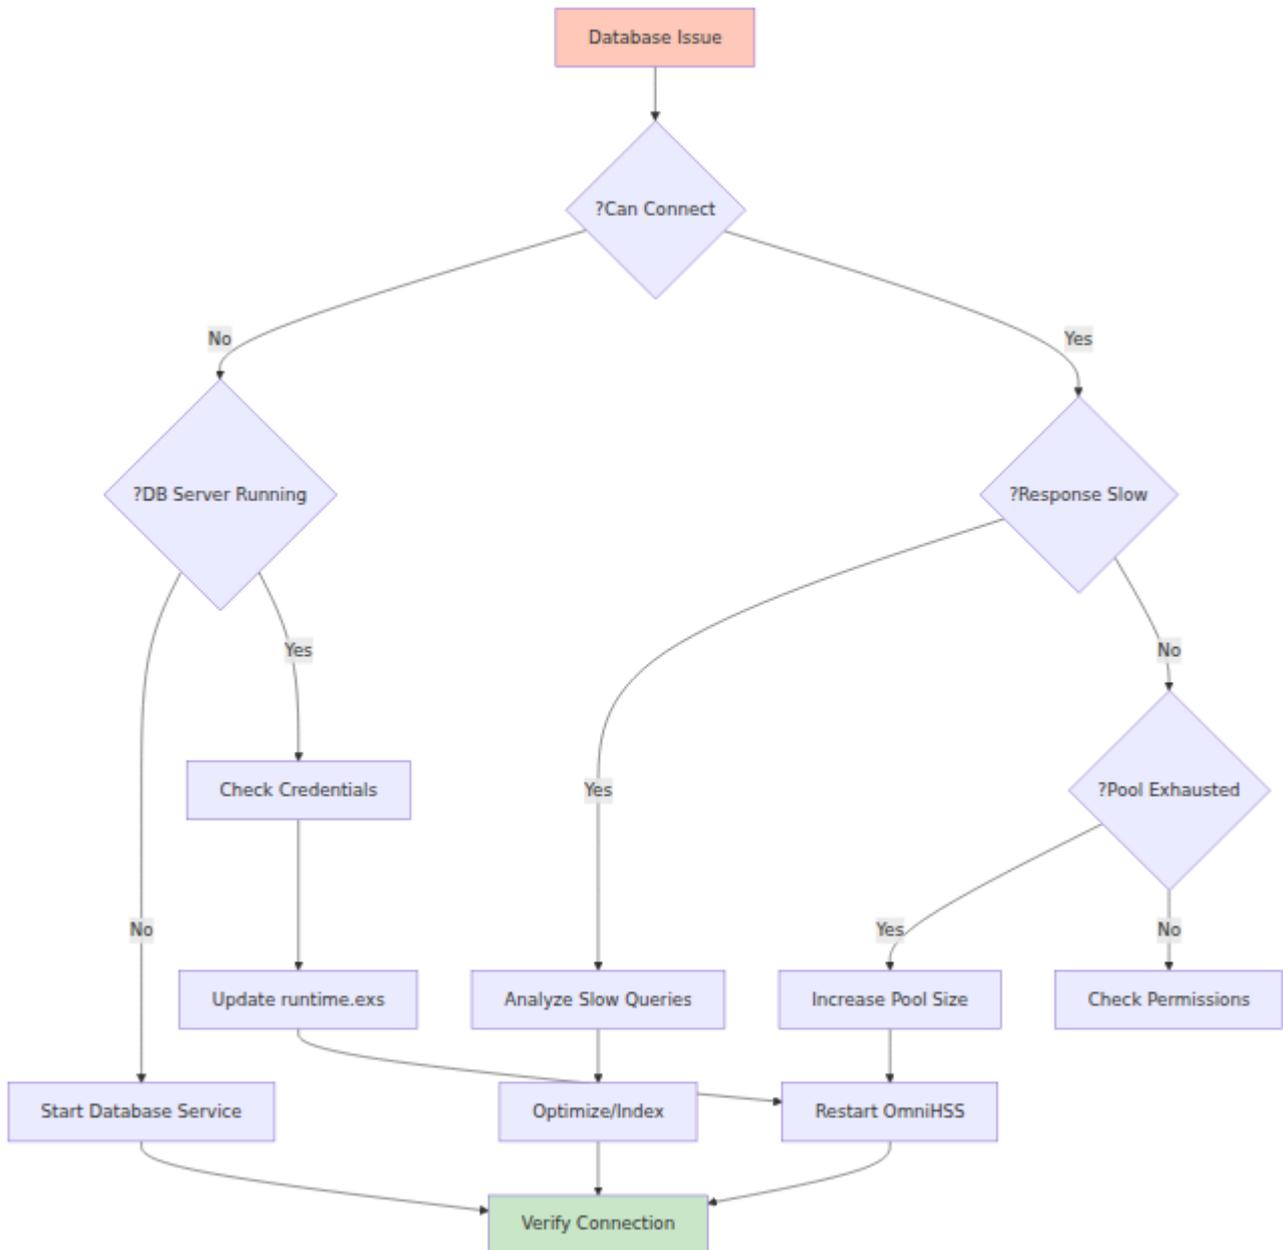 Database Issue
?Can Connect
No
Yes
?DB Server Running
?Response Slow
Yes
No
Check Credentials
Yes
?Pool Exhausted
No
Yes
No
Update runtime.exs
Analyze Slow Queries
Increase Pool Size
Check Permissions
Start Database Service
Optimize/Index
Restart OmniHSS
Verify Connection